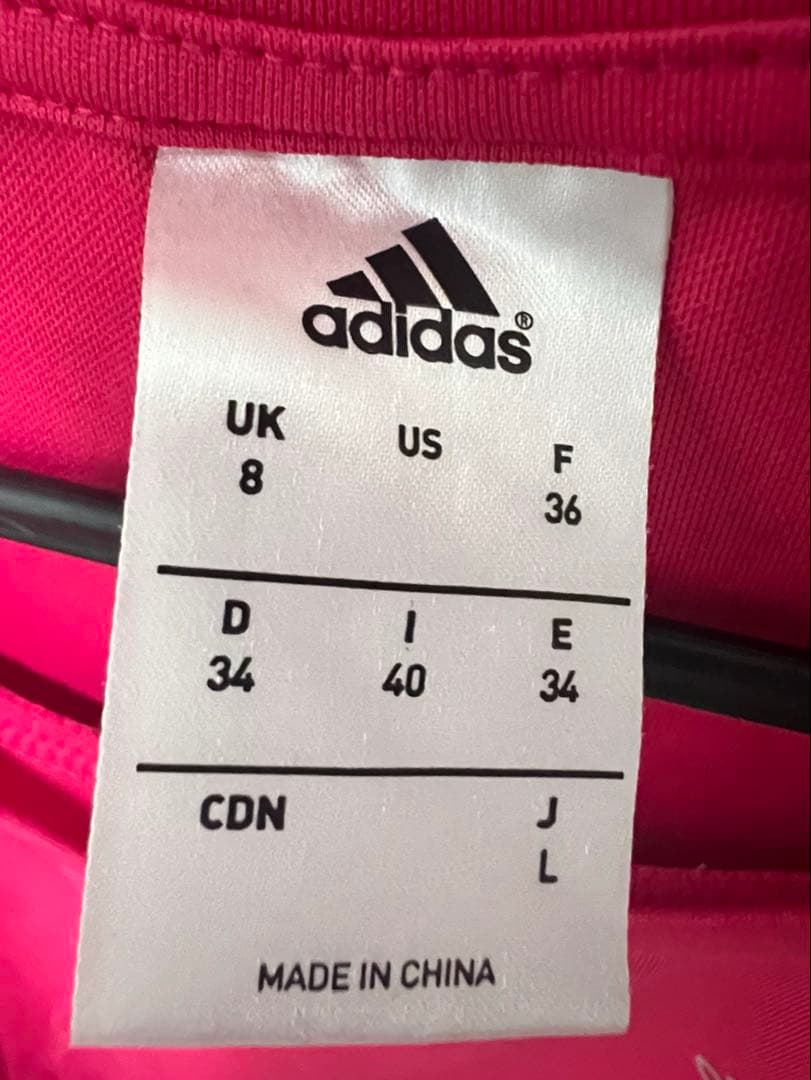 adidas®
UK US F
8 36
D I E
34 40 34
CDN J
L
MADE IN CHINA